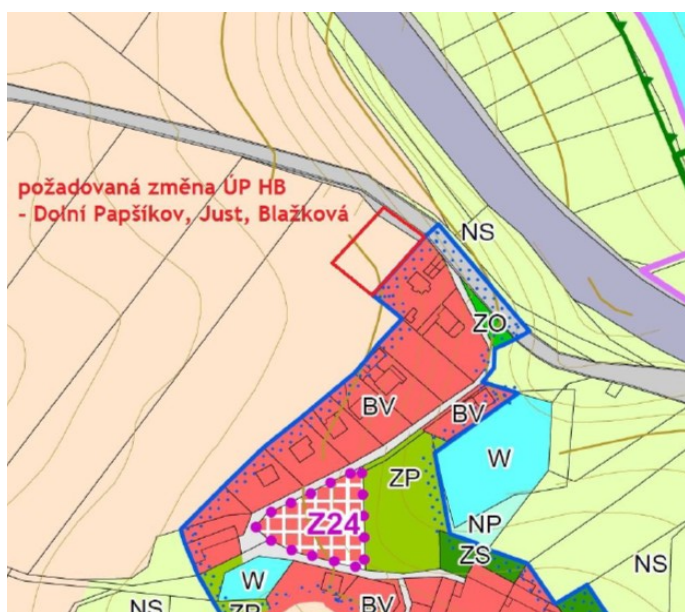 požadovaná změna ÚP HB
- Dolní Papšíkov, Just, Blažková
NS
ZO
BV
BV
W
ZP
Z24
NP
ZS
NS
W
NS
ZP
BV